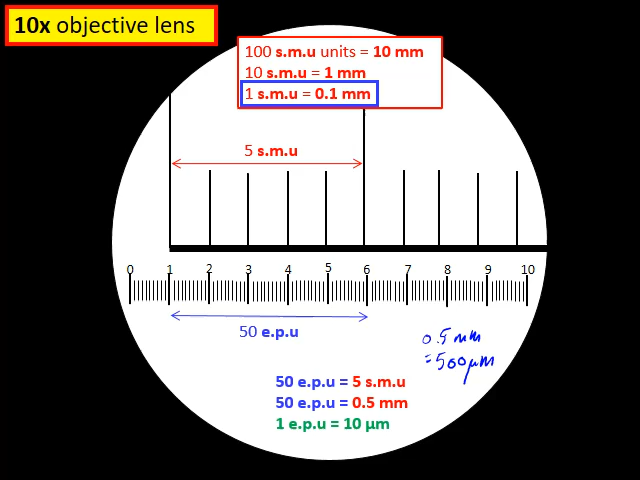 10x objective lens
100 s.m.u units = 10 mm
10 s.m.u = 1 mm
1 s.m.u = 0.1 mm
5 s.m.u
0 1 2 3 4 5 6 7 8 9 10
50 e.p.u
0.5 mm
= 500 μm
50 e.p.u = 5 s.m.u
50 e.p.u = 0.5 mm
1 e.p.u = 10 µm